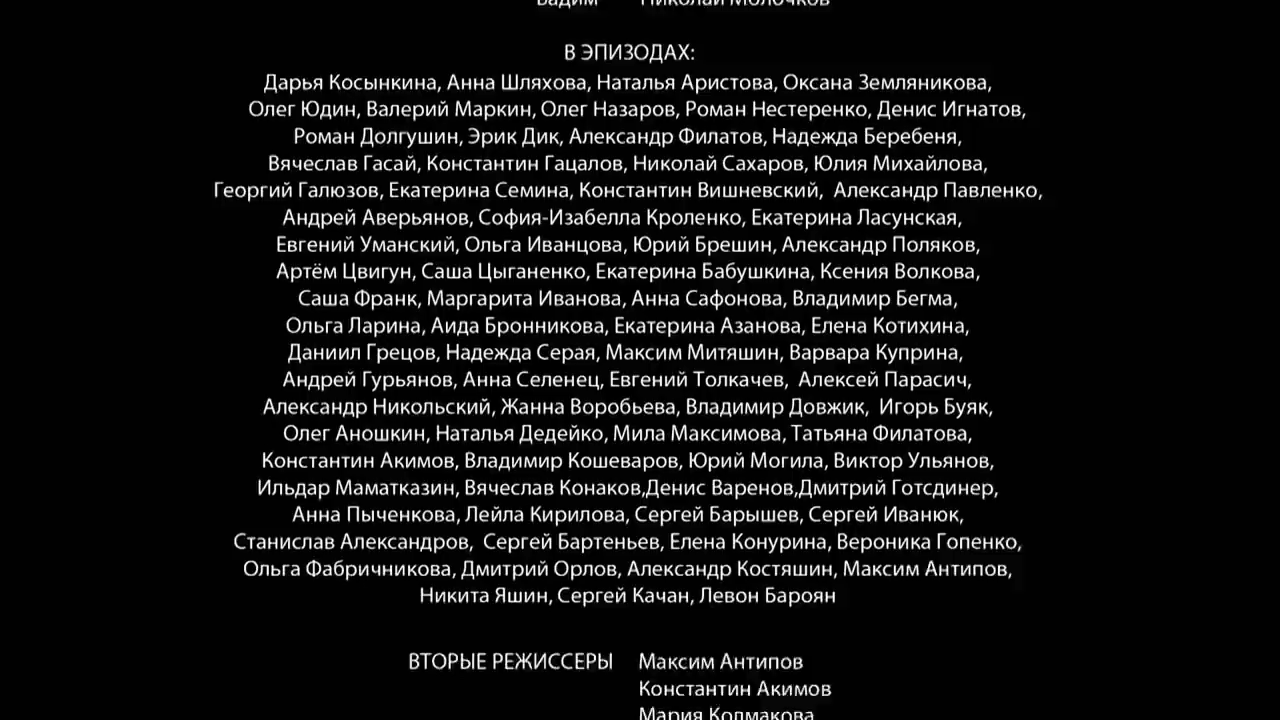 Вадим Николай Молочков
В ЭПИЗОДАХ:
Дарья Косынкина, Анна Шляхова, Наталья Аристова, Оксана Земляникова,
Олег Юдин, Валерий Маркин, Олег Назаров, Роман Нестеренко, Денис Игнатов,
Роман Долгушин, Эрик Дик, Александр Филатов, Надежда Беребеня,
Вячеслав Гасай, Константин Гацалов, Николай Сахаров, Юлия Михайлова,
Георгий Галюзов, Екатерина Семина, Константин Вишневский, Александр Павленко,
Андрей Аверьянов, София-Изабелла Кроленко, Екатерина Ласунская,
Евгений Уманский, Ольга Иванцова, Юрий Брешин, Александр Поляков,
Артём Цвигун, Саша Цыганенко, Екатерина Бабушкина, Ксения Волкова,
Саша Франк, Маргарита Иванова, Анна Сафонова, Владимир Бегма,
Ольга Ларина, Аида Бронникова, Екатерина Азанова, Елена Котихина,
Даниил Грецов, Надежда Серая, Максим Митяшин, Варвара Куприна,
Андрей Гурьянов, Анна Селенец, Евгений Толкачев, Алексей Парасич,
Александр Никольский, Жанна Воробьева, Владимир Довжик, Игорь Буяк,
Олег Аношкин, Наталья Дедейко, Мила Максимова, Татьяна Филатова,
Константин Акимов, Владимир Кошеваров, Юрий Могила, Виктор Ульянов,
Ильдар Маматказин, Вячеслав Конаков,Денис Варенов,Дмитрий Готсдинер,
Анна Пыченкова, Лейла Кирилова, Сергей Барышев, Сергей Иванюк,
Станислав Александров, Сергей Бартеньев, Елена Конурина, Вероника Гопенко,
Ольга Фабричникова, Дмитрий Орлов, Александр Костяшин, Максим Антипов,
Никита Яшин, Сергей Качан, Левон Бароян
ВТОРЫЕ РЕЖИССЕРЫ Максим Антипов
Константин Акимов
Мария Колмакова